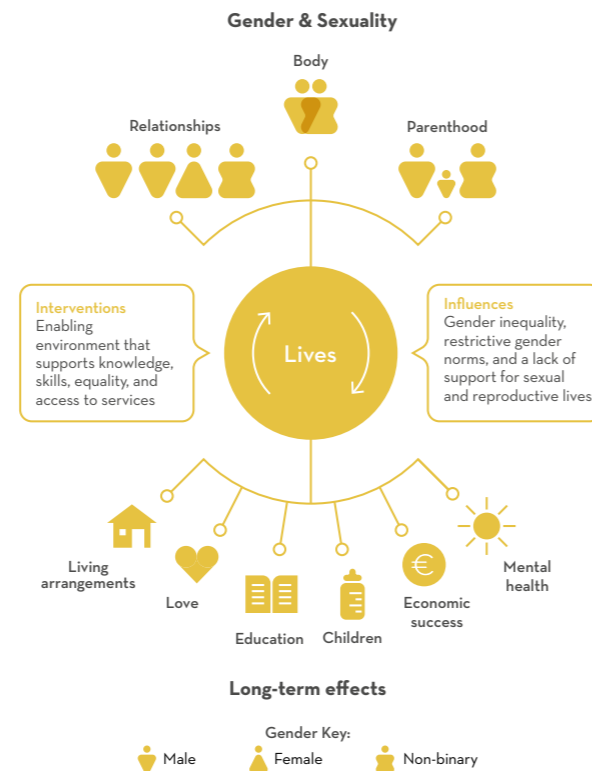 Gender & Sexuality
Body
Relationships
Parenthood
Interventions
Enabling
environment that
supports knowledge,
skills, equality, and
access to services
Lives
Influences
Gender inequality,
restrictive gender
norms, and a lack of
support for sexual
and reproductive lives
Living
arrangements
Love
Education
Children
€
Economic
success
Mental
health
Long-term effects
Gender Key:
Male
Female
Non-binary